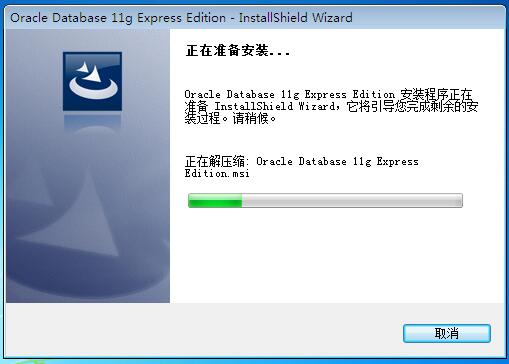 Oracle Database 11g Express Edition - InstallShield Wizard
正在准备安装...
Oracle Database 11g Express Edition 安装程序正在
准备 InstallShield Wizard，它将引导您完成剩余的安
装过程。请稍候。
正在解压缩: Oracle Database 11g Express
Edition.msi
取消